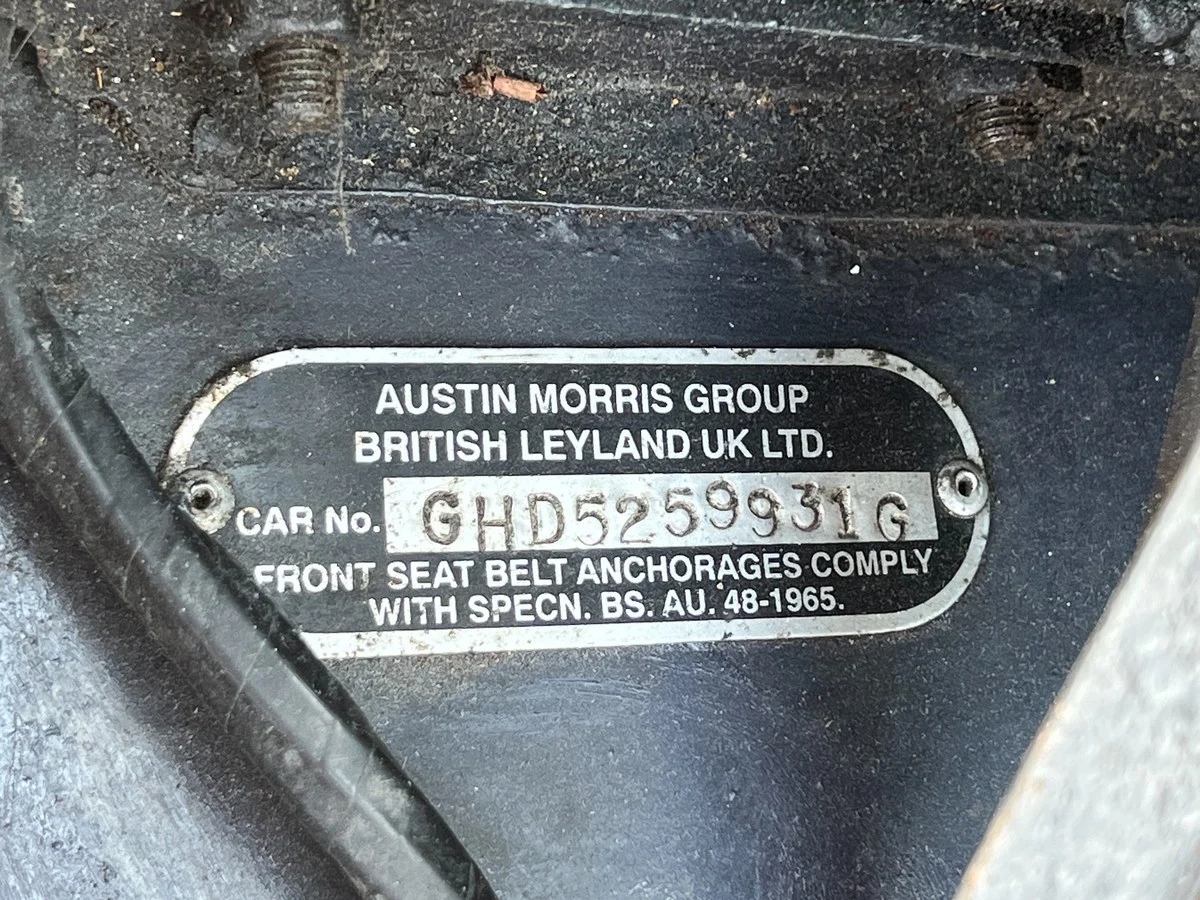 AUSTIN MORRIS GROUP
BRITISH LEYLAND UK LTD.
CAR No. GHD5259931G
FRONT SEAT BELT ANCHORAGES COMPLY
WITH SPECN. BS. AU. 48-1965.